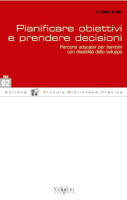 Pianificare obiettivi
e prendere decisioni
Percorsi educativi per bambini
con disabilità dello sviluppo
Collana Piccola Biblioteca Pratica
Vannini